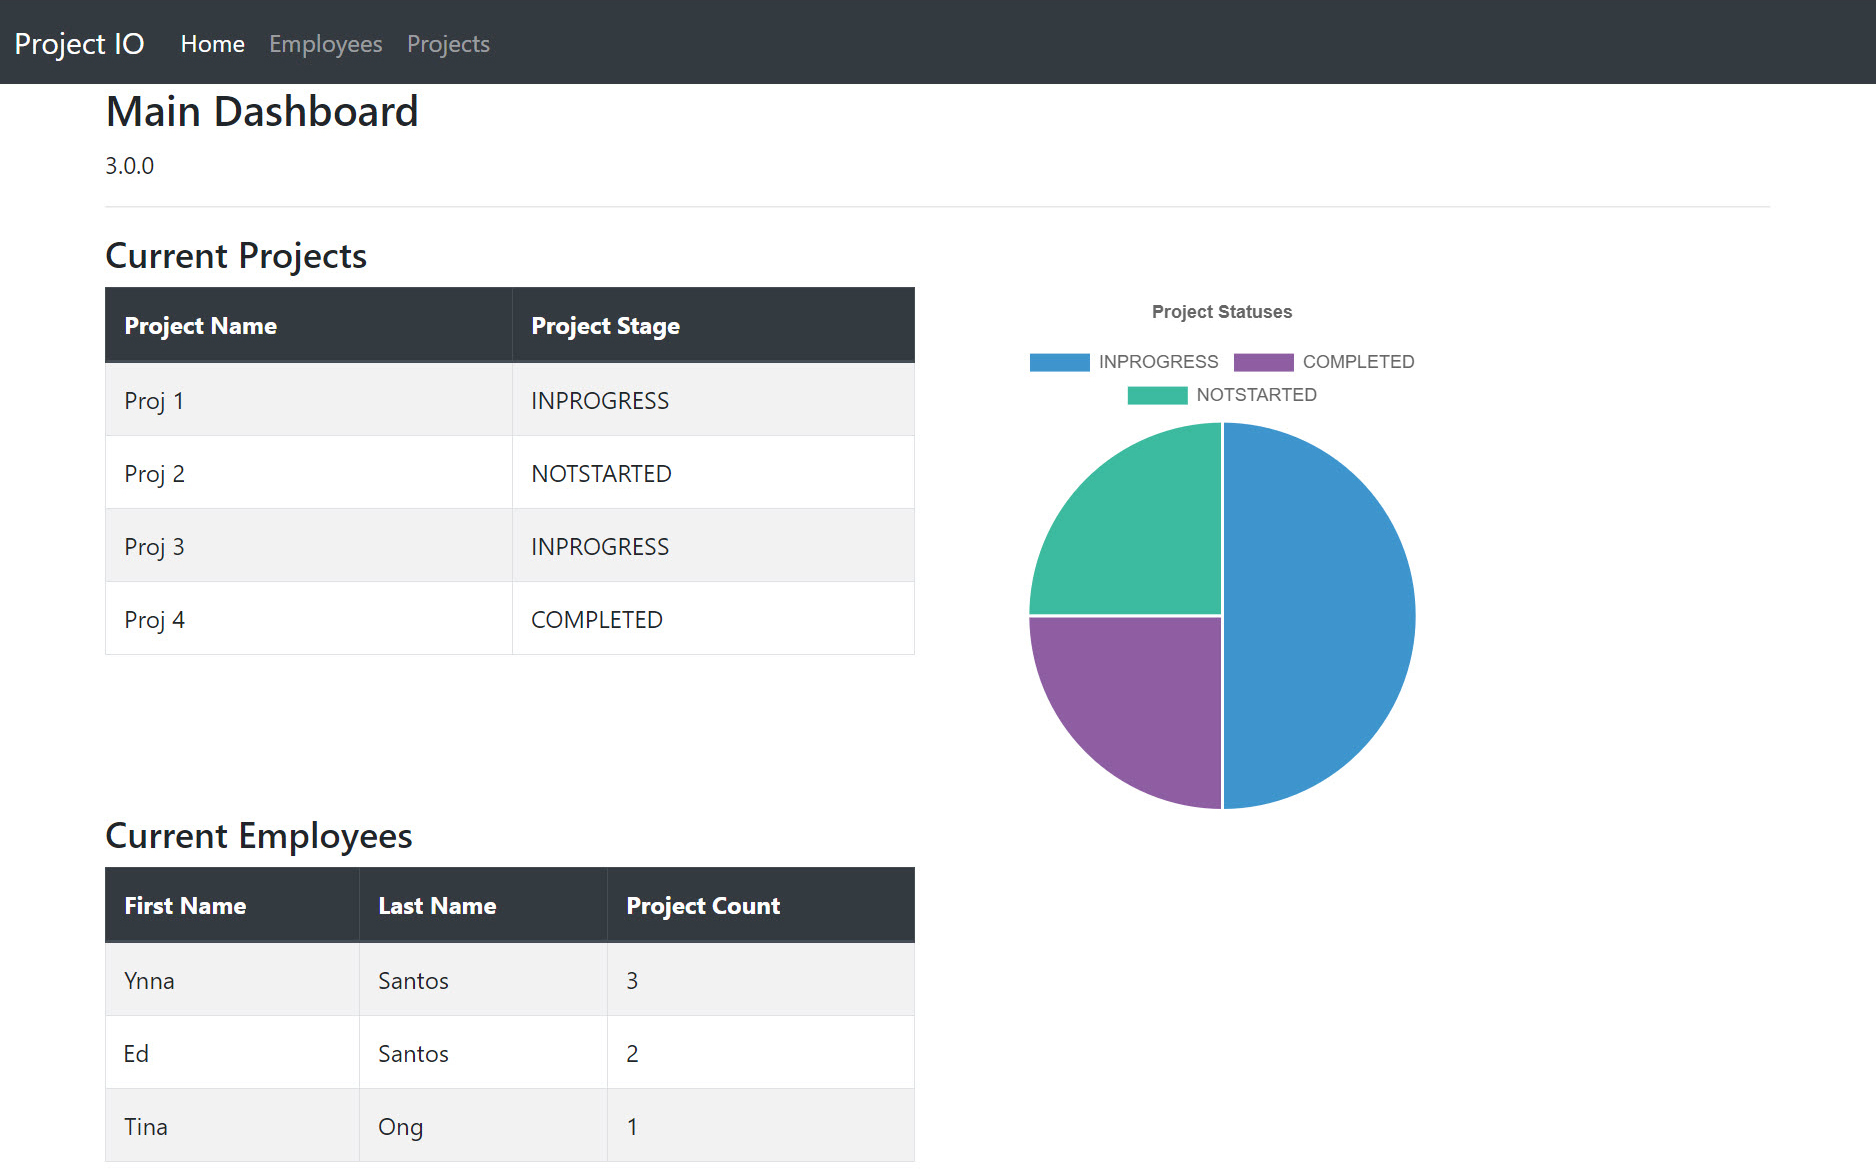 Project IO Home Employees Projects
Main Dashboard
3.0.0
Current Projects
Project Name Project Stage
Proj 1 INPROGRESS
Proj 2 NOTSTARTED
Proj 3 INPROGRESS
Proj 4 COMPLETED
Project Statuses
INPROGRESS COMPLETED
NOTSTARTED
Current Employees
First Name Last Name Project Count
Ynna Santos 3
Ed Santos 2
Tina Ong 1